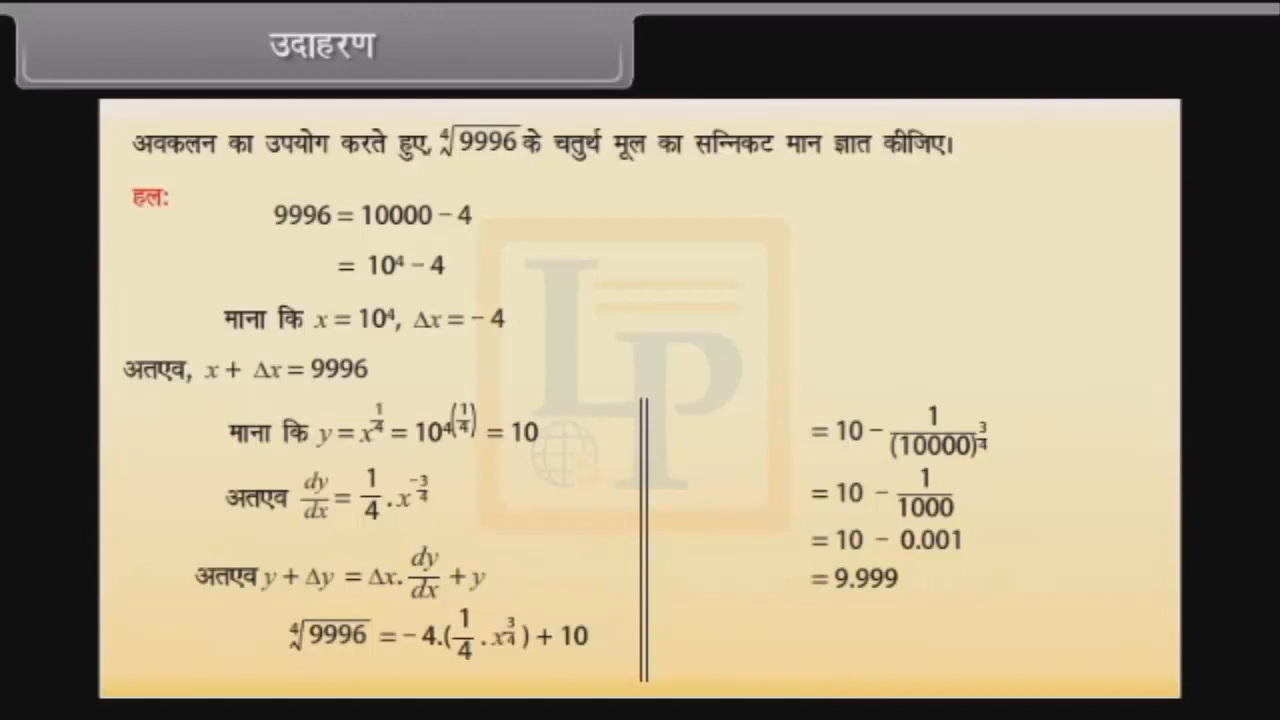 उदाहरण
अवकलन का उपयोग करते हुए, ∜9996 के चतुर्थ मूल का सन्निकट मान ज्ञात कीजिए।
हल:
9996 = 10000 − 4
= 10⁴ − 4
माना कि x = 10⁴, Δx = − 4
अतएव, x + Δx = 9996
माना कि y = x^(1/4) = 10^4(1/4) = 10
अतएव dy/dx = 1/4 . x^(-3/4)
अतएव y + Δy = Δx. dy/dx + y
∜9996 = − 4.(1/4 . x^(3/4)) + 10
= 10 − 1/(10000)^(3/4)
= 10 − 1/1000
= 10 − 0.001
= 9.999
LP